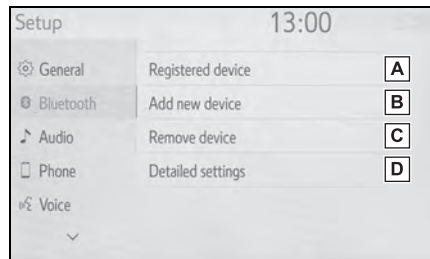 Setup 13:00
General
Bluetooth
Audio
Phone
Voice
Registered device A
Add new device B
Remove device C
Detailed settings D